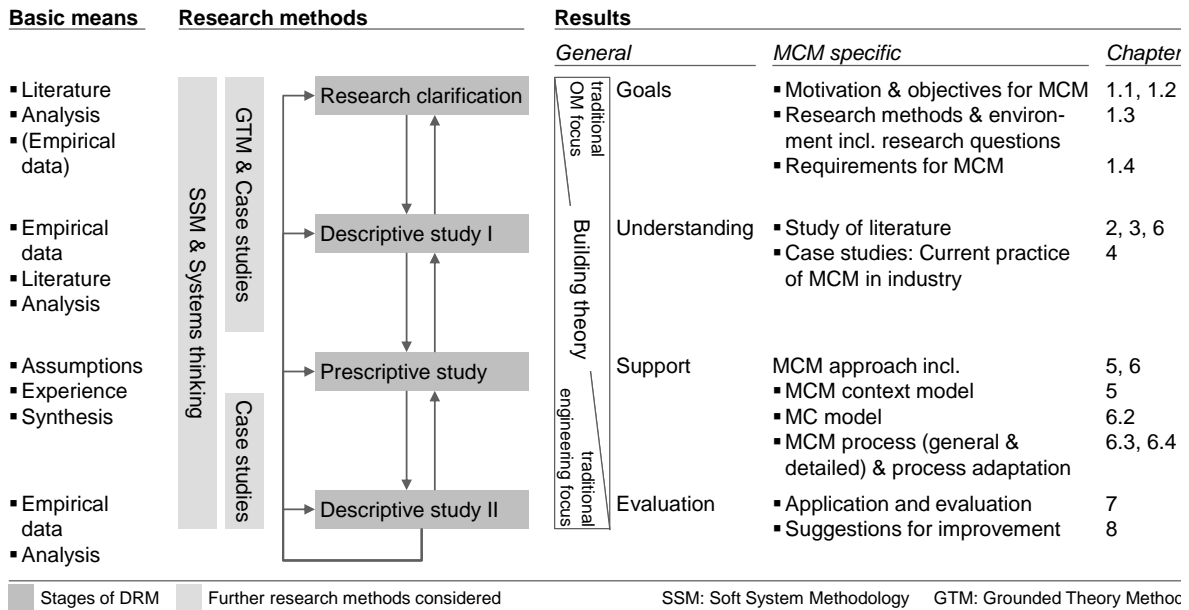 Basic means
Research methods
Results
General
MCM specific
Chapter
▪ Literature
▪ Analysis
▪ (Empirical
data)
SSM & Systems thinking
GTM & Case studies
Research clarification
traditional
OM focus
Goals
▪ Motivation & objectives for MCM
1.1, 1.2
▪ Research methods & environ-
ment incl. research questions
1.3
▪ Requirements for MCM
1.4
▪ Empirical
data
▪ Literature
▪ Analysis
Descriptive study I
Building theory
Understanding
▪ Study of literature
2, 3, 6
▪ Case studies: Current practice
of MCM in industry
4
▪ Assumptions
▪ Experience
▪ Synthesis
Case studies
Prescriptive study
Support
MCM approach incl.
5, 6
▪ MCM context model
5
▪ MC model
6.2
▪ MCM process (general &
detailed) & process adaptation
6.3, 6.4
▪ Empirical
data
▪ Analysis
Descriptive study II
traditional
engineering focus
Evaluation
▪ Application and evaluation
7
▪ Suggestions for improvement
8
Stages of DRM
Further research methods considered
SSM: Soft System Methodology
GTM: Grounded Theory Method